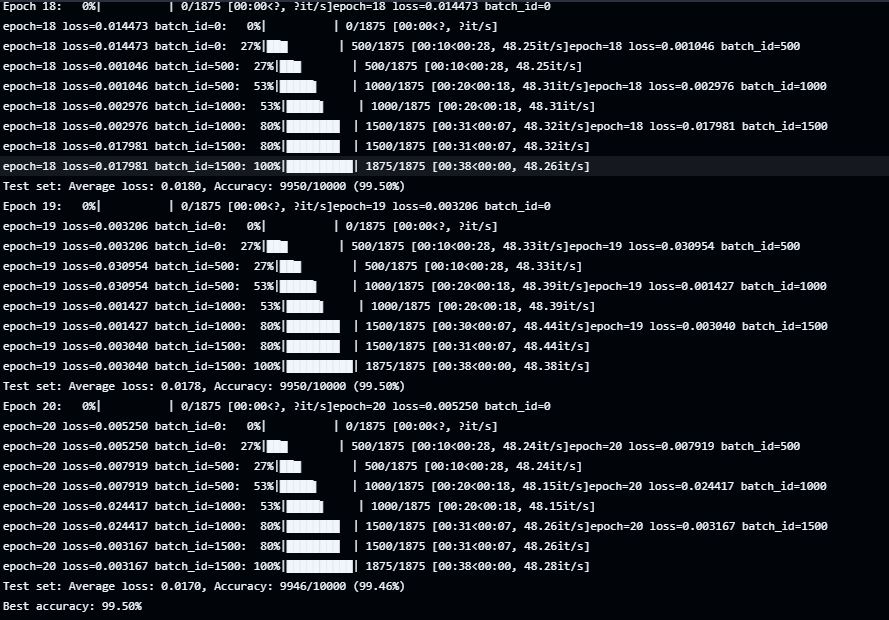 Epoch 18:   0%|          | 0/1875 [00:00<?, ?it/s]epoch=18 loss=0.014473 batch_id=0
epoch=18 loss=0.014473 batch_id=0:   0%|          | 0/1875 [00:00<?, ?it/s]
epoch=18 loss=0.014473 batch_id=0:  27%|██▋       | 500/1875 [00:10<00:28, 48.25it/s]epoch=18 loss=0.001046 batch_id=500
epoch=18 loss=0.001046 batch_id=500:  27%|██▋       | 500/1875 [00:10<00:28, 48.25it/s]
epoch=18 loss=0.001046 batch_id=500:  53%|█████▎    | 1000/1875 [00:20<00:18, 48.31it/s]epoch=18 loss=0.002976 batch_id=1000
epoch=18 loss=0.002976 batch_id=1000:  53%|█████▎    | 1000/1875 [00:20<00:18, 48.31it/s]
epoch=18 loss=0.002976 batch_id=1000:  80%|████████  | 1500/1875 [00:31<00:07, 48.32it/s]epoch=18 loss=0.017981 batch_id=1500
epoch=18 loss=0.017981 batch_id=1500:  80%|████████  | 1500/1875 [00:31<00:07, 48.32it/s]
epoch=18 loss=0.017981 batch_id=1500: 100%|██████████| 1875/1875 [00:38<00:00, 48.26it/s]
Test set: Average loss: 0.0180, Accuracy: 9950/10000 (99.50%)
Epoch 19:   0%|          | 0/1875 [00:00<?, ?it/s]epoch=19 loss=0.003206 batch_id=0
epoch=19 loss=0.003206 batch_id=0:   0%|          | 0/1875 [00:00<?, ?it/s]
epoch=19 loss=0.003206 batch_id=0:  27%|██▋       | 500/1875 [00:10<00:28, 48.33it/s]epoch=19 loss=0.030954 batch_id=500
epoch=19 loss=0.030954 batch_id=500:  27%|██▋       | 500/1875 [00:10<00:28, 48.33it/s]
epoch=19 loss=0.030954 batch_id=500:  53%|█████▎    | 1000/1875 [00:20<00:18, 48.39it/s]epoch=19 loss=0.001427 batch_id=1000
epoch=19 loss=0.001427 batch_id=1000:  53%|█████▎    | 1000/1875 [00:20<00:18, 48.39it/s]
epoch=19 loss=0.001427 batch_id=1000:  80%|████████  | 1500/1875 [00:30<00:07, 48.44it/s]epoch=19 loss=0.003040 batch_id=1500
epoch=19 loss=0.003040 batch_id=1500:  80%|████████  | 1500/1875 [00:31<00:07, 48.44it/s]
epoch=19 loss=0.003040 batch_id=1500: 100%|██████████| 1875/1875 [00:38<00:00, 48.38it/s]
Test set: Average loss: 0.0178, Accuracy: 9950/10000 (99.50%)
Epoch 20:   0%|          | 0/1875 [00:00<?, ?it/s]epoch=20 loss=0.005250 batch_id=0
epoch=20 loss=0.005250 batch_id=0:   0%|          | 0/1875 [00:00<?, ?it/s]
epoch=20 loss=0.005250 batch_id=0:  27%|██▋       | 500/1875 [00:10<00:28, 48.24it/s]epoch=20 loss=0.007919 batch_id=500
epoch=20 loss=0.007919 batch_id=500:  27%|██▋       | 500/1875 [00:10<00:28, 48.24it/s]
epoch=20 loss=0.007919 batch_id=500:  53%|█████▎    | 1000/1875 [00:20<00:18, 48.15it/s]epoch=20 loss=0.024417 batch_id=1000
epoch=20 loss=0.024417 batch_id=1000:  53%|█████▎    | 1000/1875 [00:20<00:18, 48.15it/s]
epoch=20 loss=0.024417 batch_id=1000:  80%|████████  | 1500/1875 [00:31<00:07, 48.26it/s]epoch=20 loss=0.003167 batch_id=1500
epoch=20 loss=0.003167 batch_id=1500:  80%|████████  | 1500/1875 [00:31<00:07, 48.26it/s]
epoch=20 loss=0.003167 batch_id=1500: 100%|██████████| 1875/1875 [00:38<00:00, 48.28it/s]
Test set: Average loss: 0.0170, Accuracy: 9946/10000 (99.46%)
Best accuracy: 99.50%